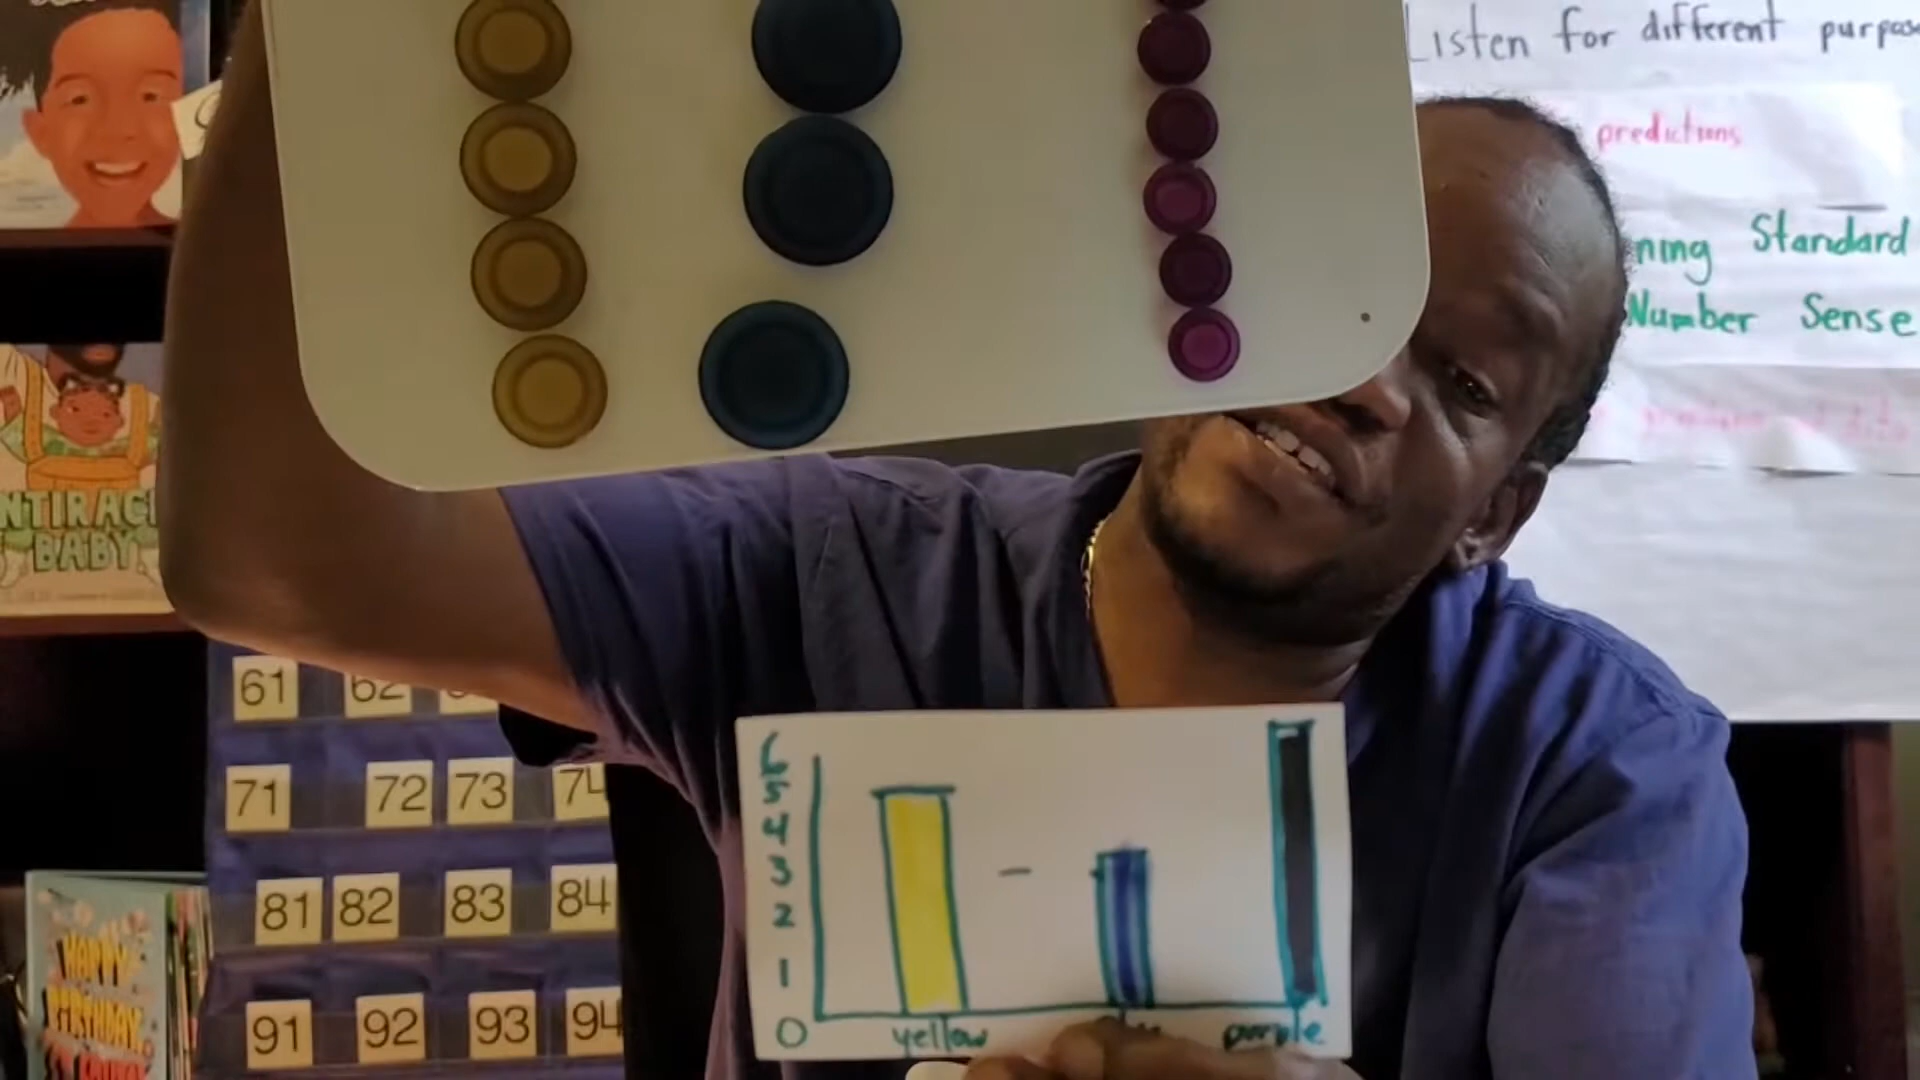 Listen for different purpos
predictions
ning Standard
Number Sense
NTIRACI
BABY
61 62
71 72 73 74
81 82 83 84
91 92 93 94
HAPPY
BIRTHDAY
6
5
4
3
2
1
0
yellow purple